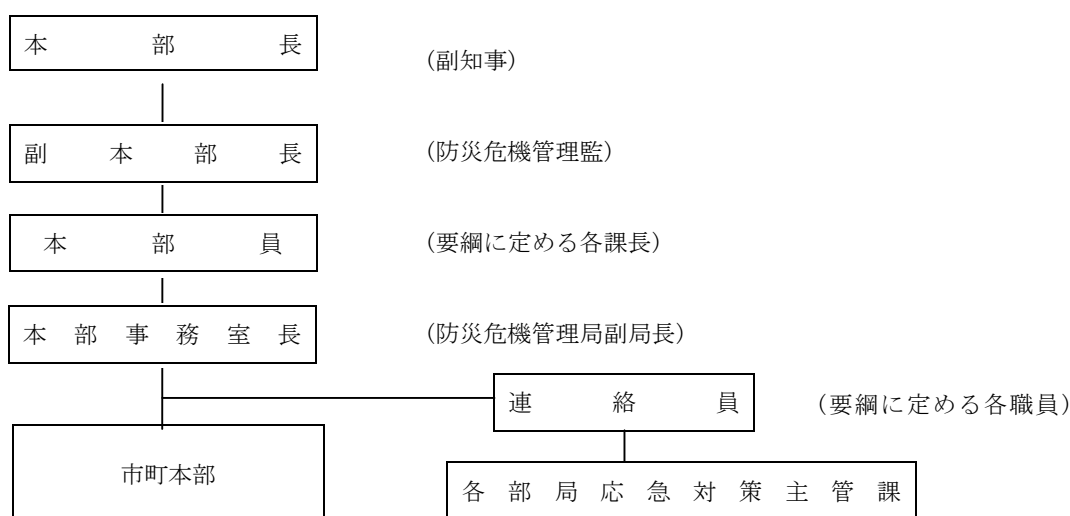 本部長
(副知事)
副本部長
(防災危機管理監)
本部員
(要綱に定める各課長)
本部事務室長
(防災危機管理局副局長)
連絡員
(要綱に定める各職員)
市町本部
各部局応急対策主管課